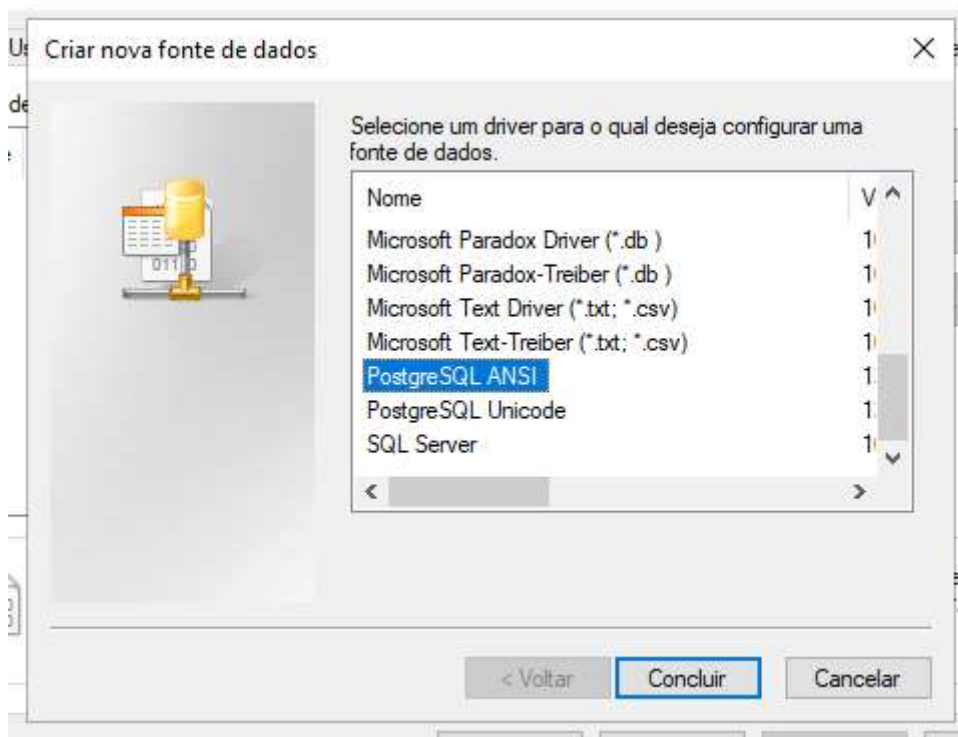 Criar nova fonte de dados
Selecione um driver para o qual deseja configurar uma
fonte de dados.
Nome V
Microsoft Paradox Driver (*.db )
Microsoft Paradox-Treiber (*.db )
Microsoft Text Driver (*.txt; *.csv)
Microsoft Text-Treiber (*.txt; *.csv)
PostgreSQL ANSI
PostgreSQL Unicode
SQL Server
< Voltar Concluir Cancelar